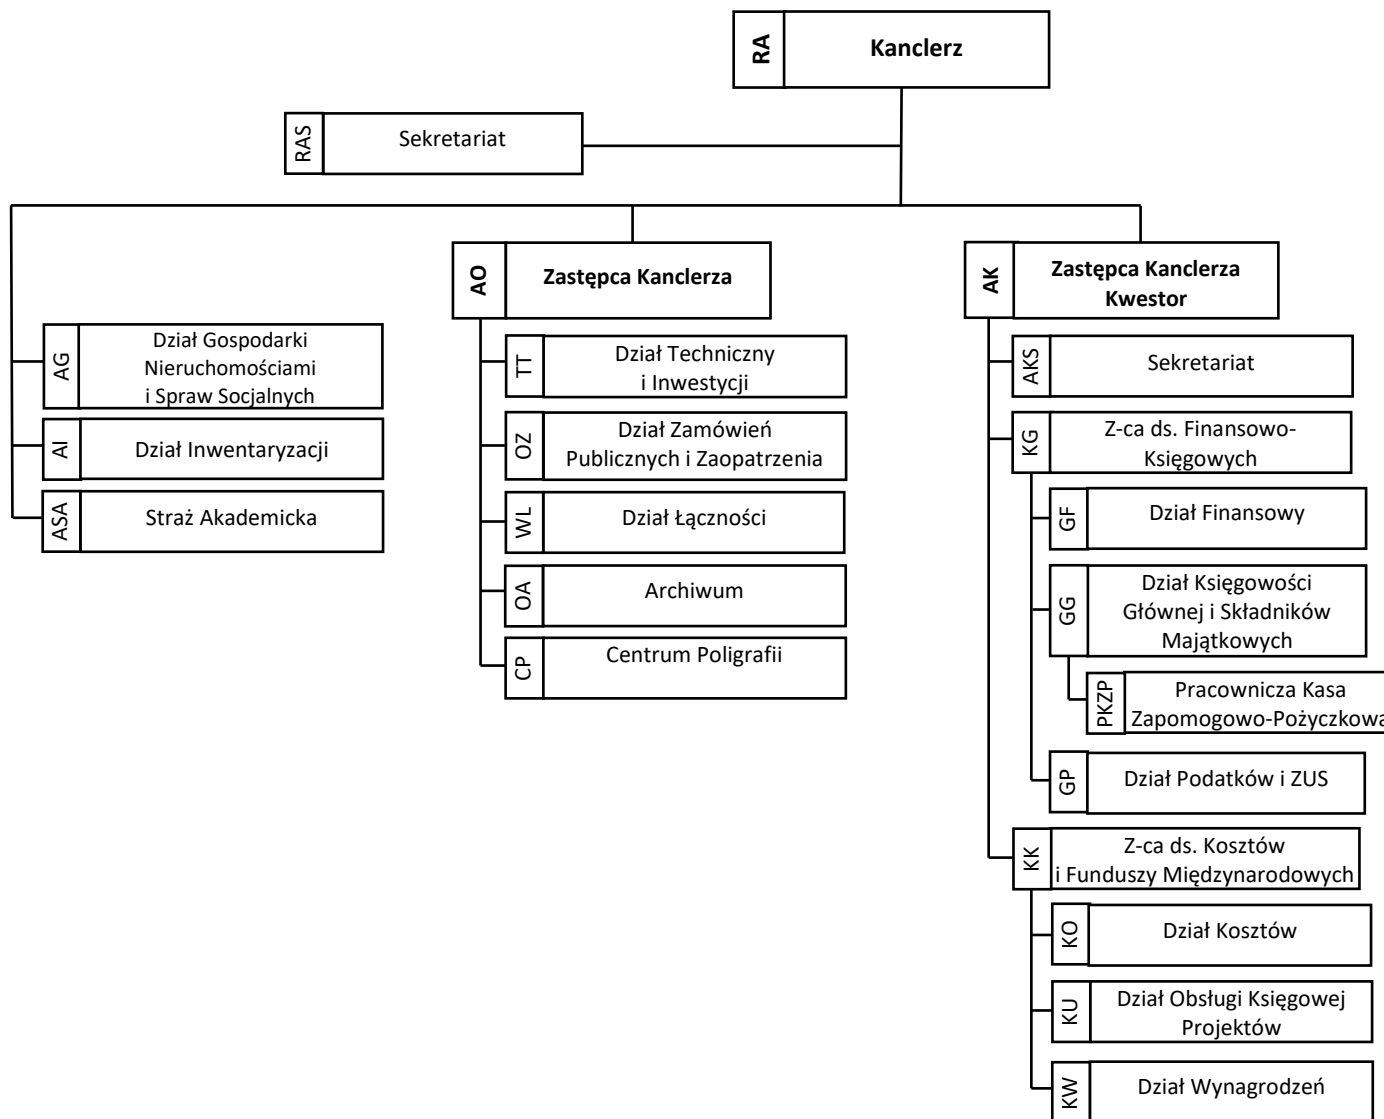 RA
Kanclerz
RAS
Sekretariat
AO
Zastępca Kanclerza
AK
Zastępca Kanclerza
Kwestor
AG
Dział Gospodarki
Nieruchomościami
i Spraw Socjalnych
AI
Dział Inwentaryzacji
ASA
Straż Akademicka
TT
Dział Techniczny
i Inwestycji
OZ
Dział Zamówień
Publicznych i Zaopatrzenia
WL
Dział Łączności
OA
Archiwum
CP
Centrum Poligrafii
AKS
Sekretariat
KG
Z-ca ds. Finansowo-
Księgowych
GF
Dział Finansowy
GG
Dział Księgowości
Głównej i Składników
Majątkowych
PKZP
Pracownicza Kasa
Zapomogowo-Pożyczkowa
GP
Dział Podatków i ZUS
KK
Z-ca ds. Kosztów
i Funduszy Międzynarodowych
KO
Dział Kosztów
KU
Dział Obsługi Księgowej
Projektów
KW
Dział Wynagrodzeń